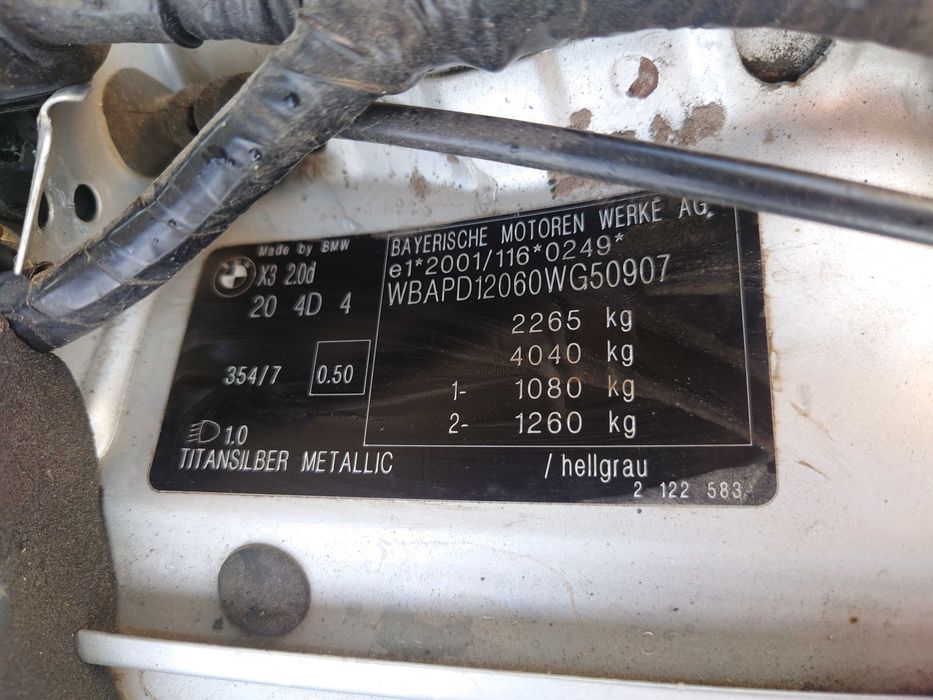 Made by BMW
X3 2.0d
20 4D 4
354/7 0.50
1.0
TITANSILBER METALLIC
BAYERISCHE MOTOREN WERKE AG.
e1*2001/116*0249*
WBAPD12060WG50907
2265 kg
4040 kg
1- 1080 kg
2- 1260 kg
/hellgrau
2 122 583